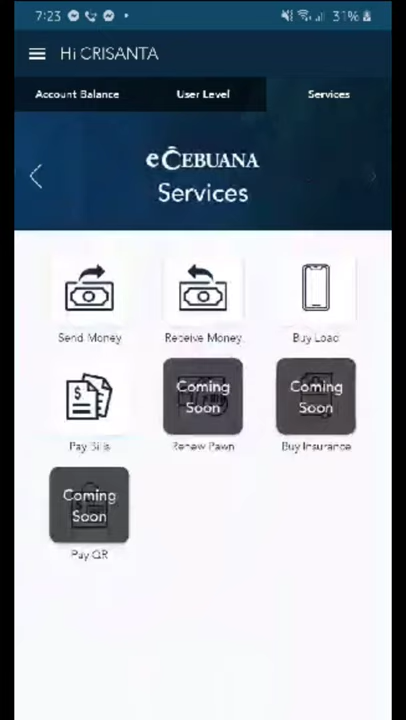 7:23
31%
Hi CRISANTA
Account Balance
User Level
Services
eCEBUANA
Services
Send Money
Receive Money
Buy Load
Pay Bills
Coming Soon
Renew Pawn
Coming Soon
Buy Insurance
Coming Soon
Pay QR